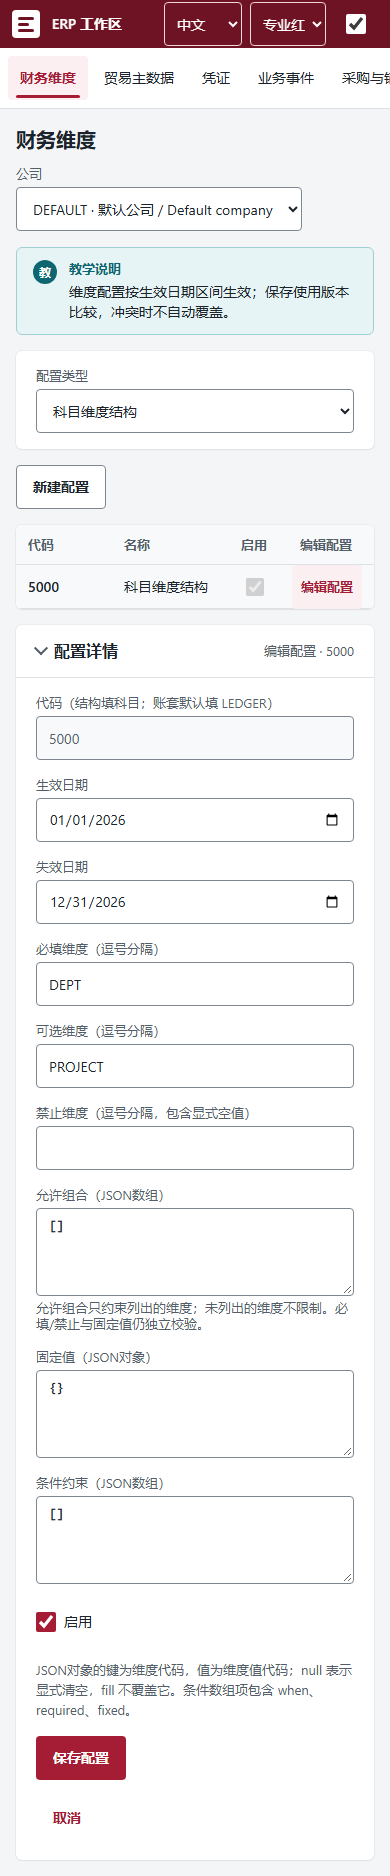 ERP 工作区
中文
专业红
财务维度
贸易主数据
凭证
业务事件
采购与
财务维度
公司
DEFAULT · 默认公司 / Default company
教
教学说明
维度配置按生效日期区间生效；保存使用版本
比较，冲突时不自动覆盖。
配置类型
科目维度结构
新建配置
代码 名称 启用 编辑配置
5000 科目维度结构 编辑配置
配置详情
编辑配置 · 5000
代码（结构填科目；账套默认填 LEDGER）
5000
生效日期
01/01/2026
失效日期
12/31/2026
必填维度（逗号分隔）
DEPT
可选维度（逗号分隔）
PROJECT
禁止维度（逗号分隔，包含显式空值）
允许组合（JSON数组）
[]
允许组合只约束列出的维度；未列出的维度不限制。必
填/禁止与固定值仍独立校验。
固定值（JSON对象）
{}
条件约束（JSON数组）
[]
启用
JSON对象的键为维度代码，值为维度值代码；null 表示
显式清空，fill 不覆盖它。条件数组项包含 when、
required、fixed。
保存配置
取消